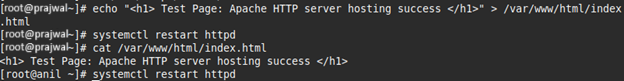 [root@prajwal~]# echo "<h1> Test Page: Apache HTTP server hosting success </h1>" > /var/www/html/index
.html
[root@prajwal~]# systemctl restart httpd
[root@prajwal~]# cat /var/www/html/index.html
<h1> Test Page: Apache HTTP server hosting success </h1>
[root@anil ~]# systemctl restart httpd